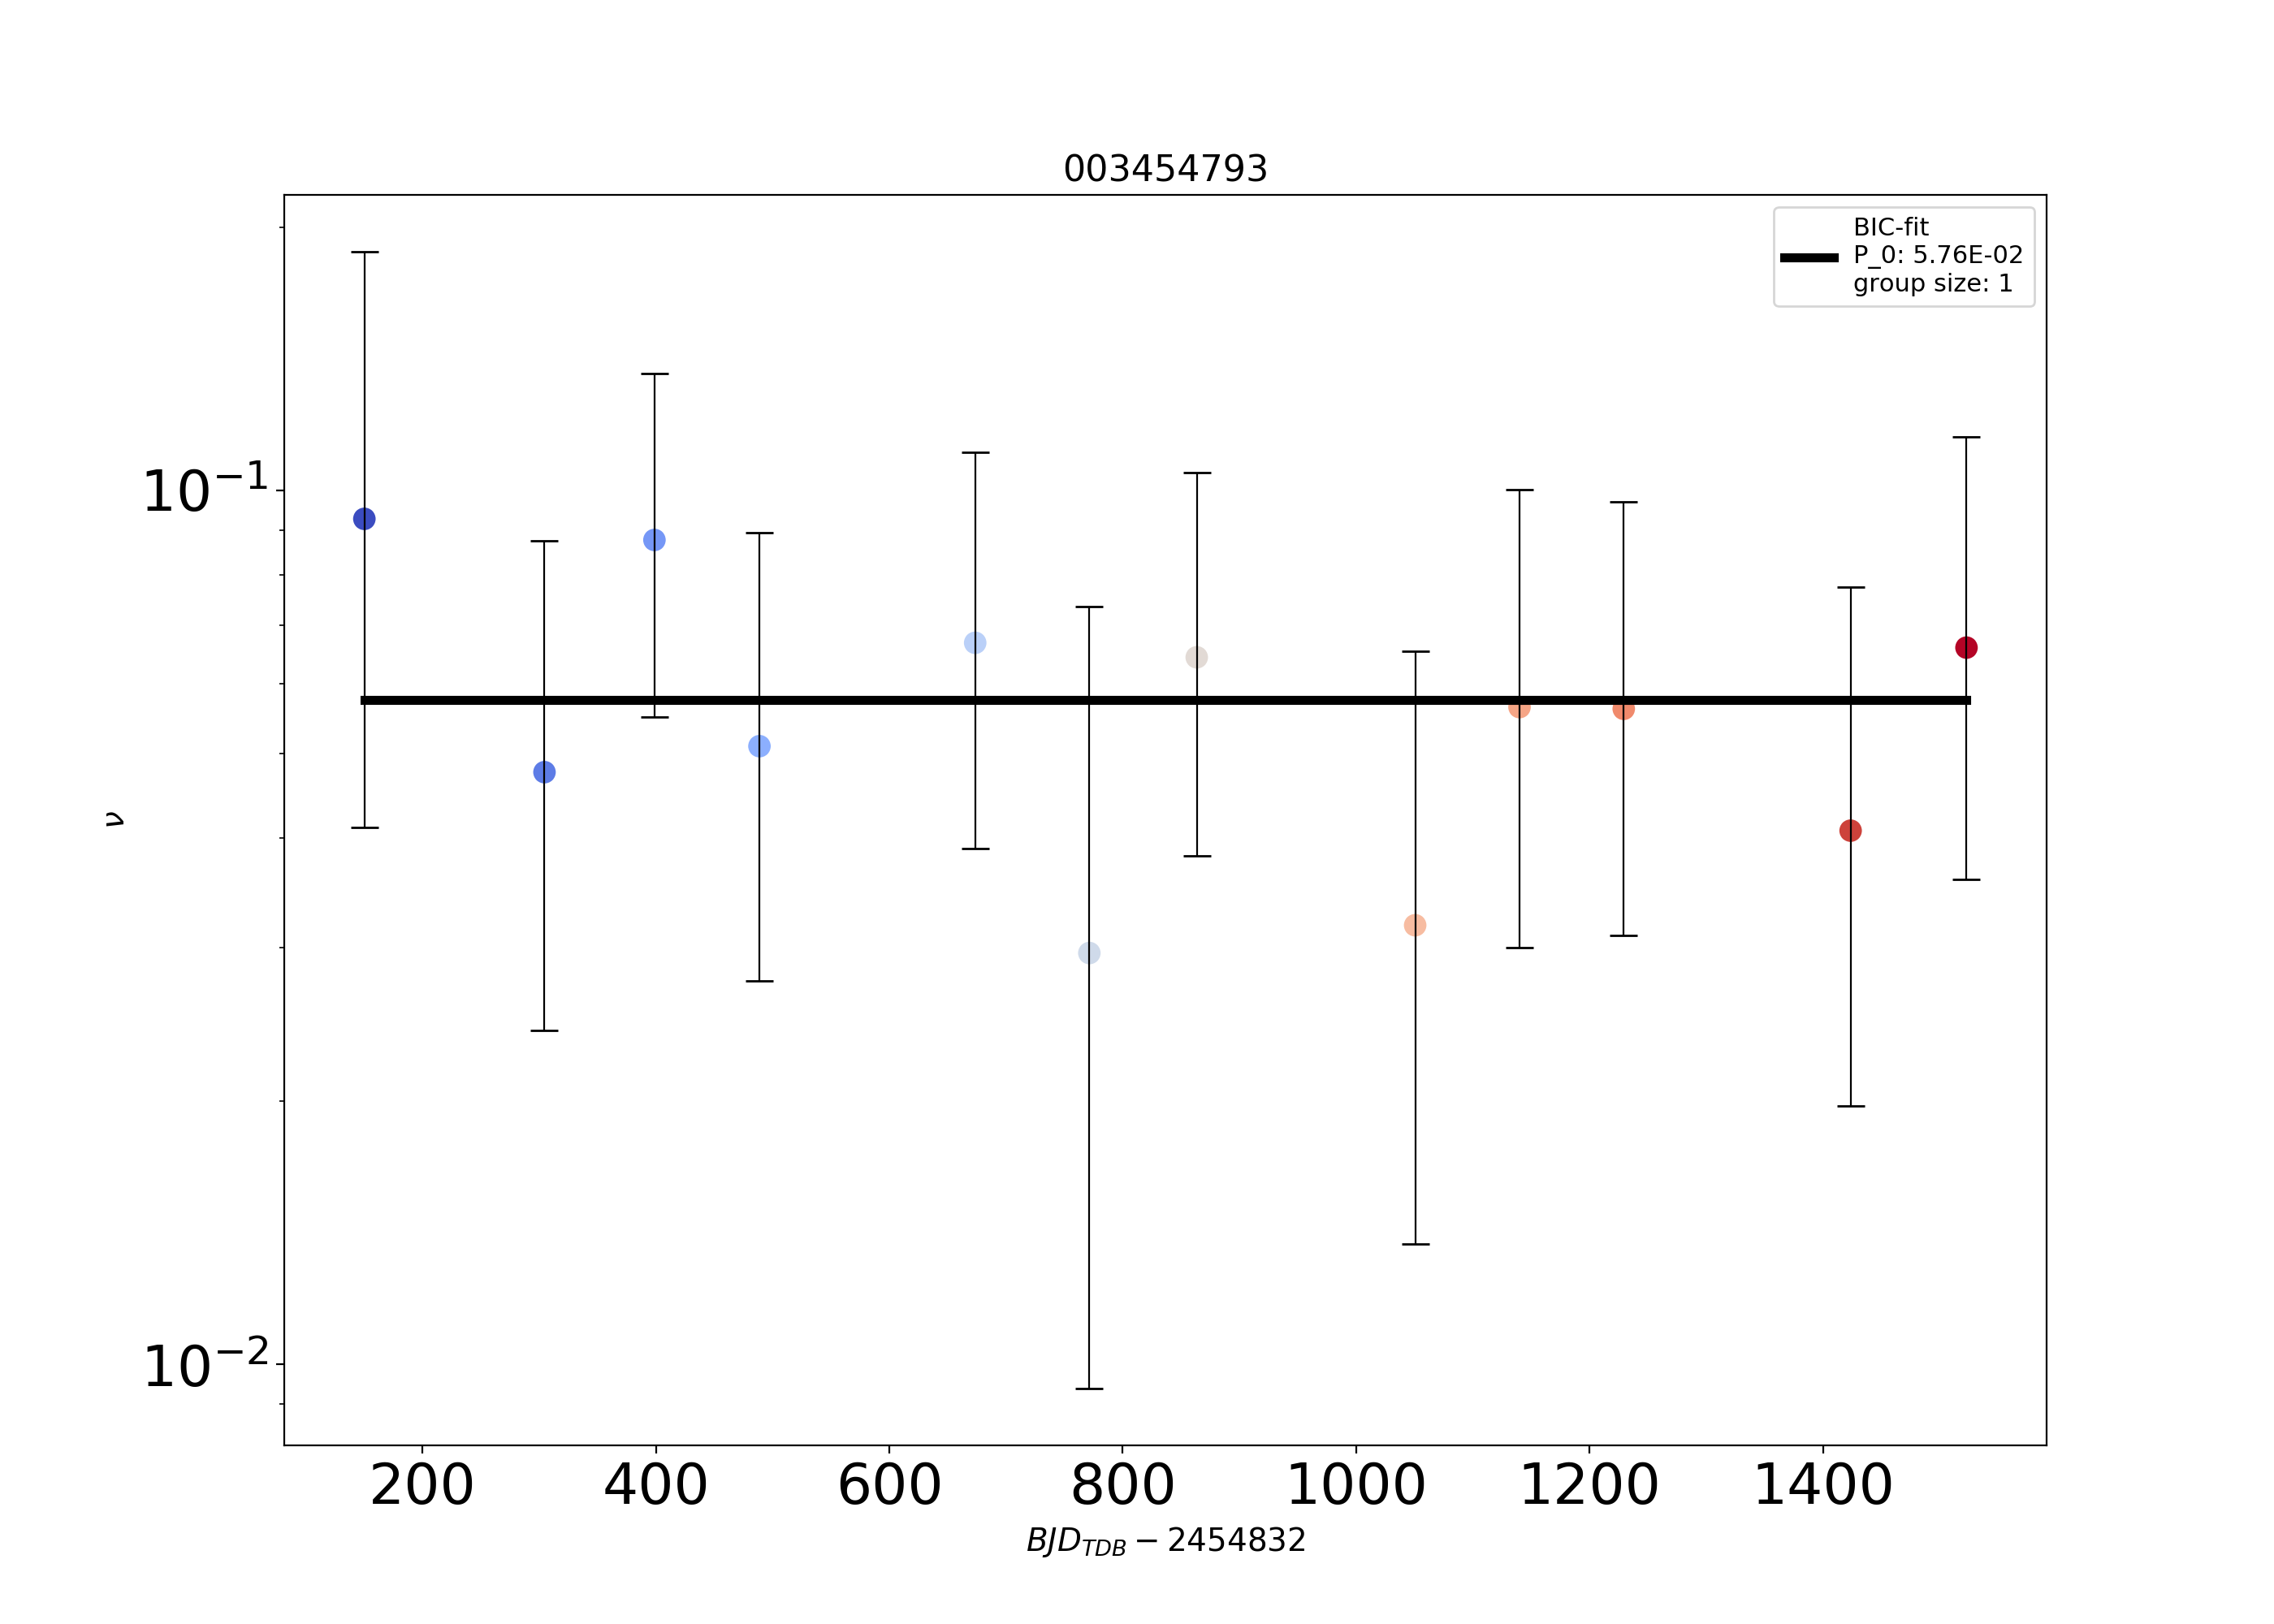 003454793
BIC-fit
P_0: 5.76E-02
group size: 1
10⁻¹
ν
10⁻²
200 400 600 800 1000 1200 1400
BJD_TDB − 2454832